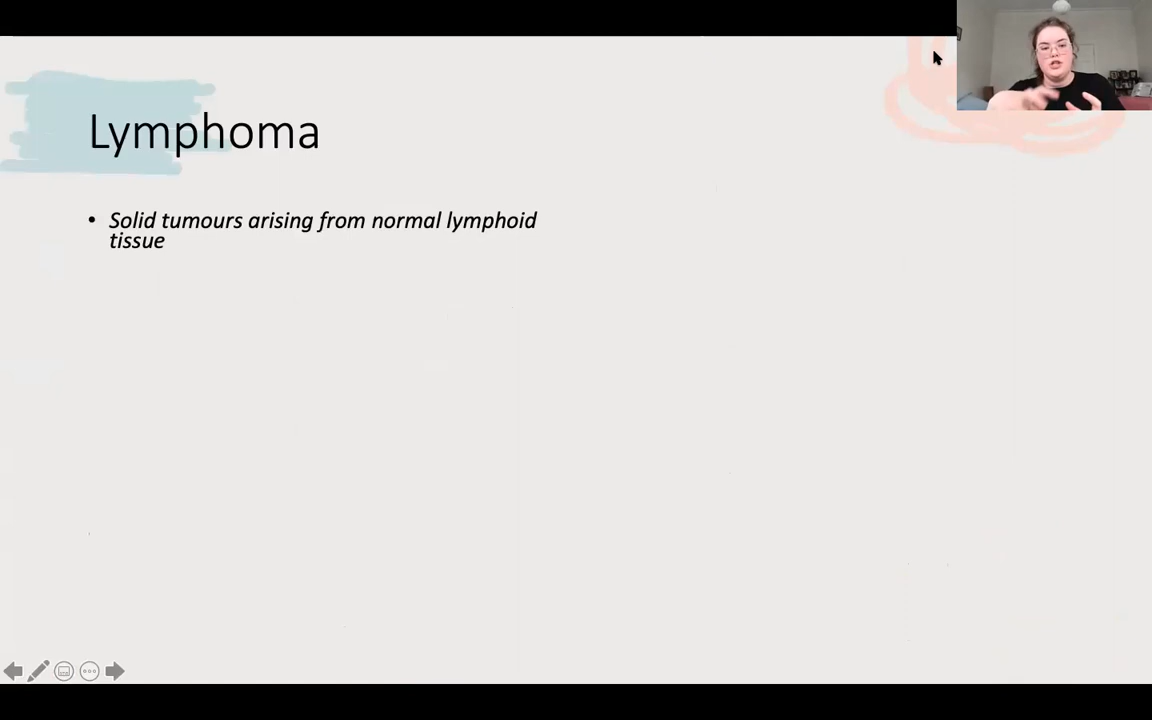 Lymphoma
• Solid tumours arising from normal lymphoid
tissue